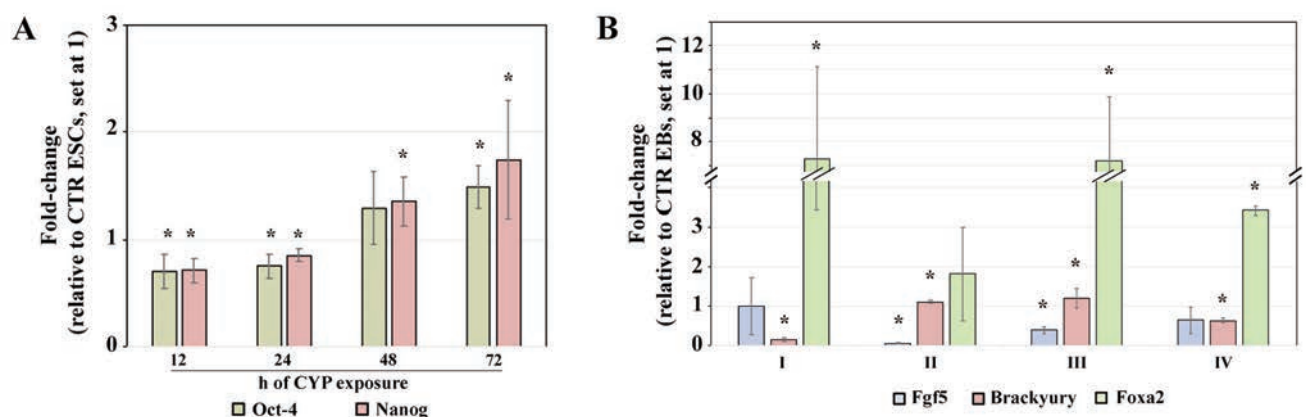 A
Fold-change
(relative to CTR ESCs, set at 1)
3
2
1
0
* * * * * * *
12 24 48 72
h of CYP exposure
Oct-4 Nanog
B
Fold-change
(relative to CTR EBs, set at 1)
12
10
8
3
2
1
0
* * * * * * * * *
I II III IV
Fgf5 Brackyury Foxa2